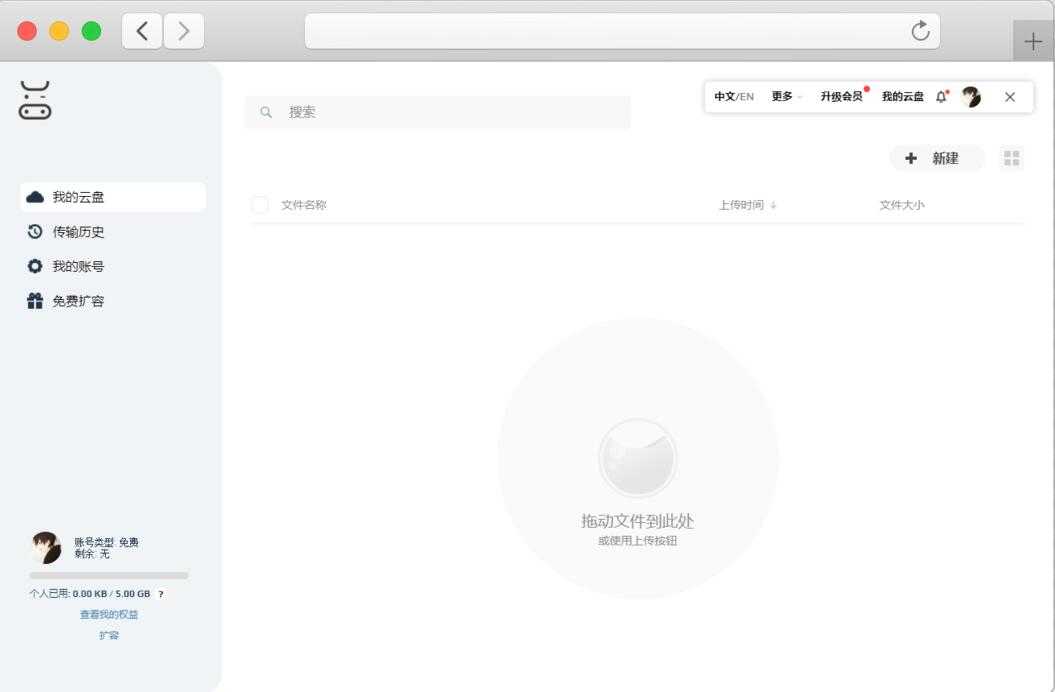 中文/EN 更多 升级会员 我的云盘
搜索
+ 新建
我的云盘
文件名称 上传时间 ↓ 文件大小
传输历史
我的账号
免费扩容
拖动文件到此处
或使用上传按钮
账号类型: 免费
剩余: 无
个人已用: 0.00 KB / 5.00 GB ?
查看我的权益
扩容